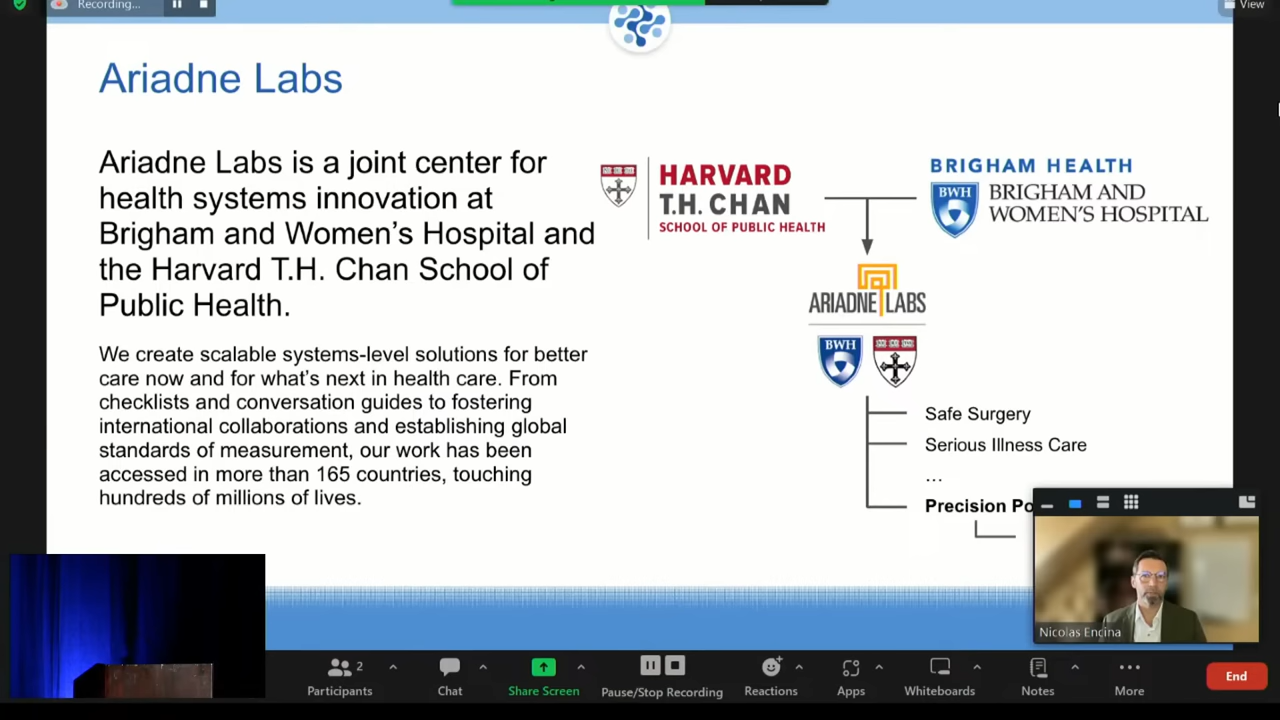 Recording...
View
Ariadne Labs
Ariadne Labs is a joint center for
health systems innovation at
Brigham and Women's Hospital and
the Harvard T.H. Chan School of
Public Health.
We create scalable systems-level solutions for better
care now and for what's next in health care. From
checklists and conversation guides to fostering
international collaborations and establishing global
standards of measurement, our work has been
accessed in more than 165 countries, touching
hundreds of millions of lives.
HARVARD
T.H. CHAN
SCHOOL OF PUBLIC HEALTH
BRIGHAM HEALTH
BWH
BRIGHAM AND
WOMEN'S HOSPITAL
ARIADNE LABS
BWH
Safe Surgery
Serious Illness Care
...
Precision Po
Nicolas Encina
2
Participants
Chat
Share Screen
Pause/Stop Recording
Reactions
Apps
Whiteboards
Notes
More
End